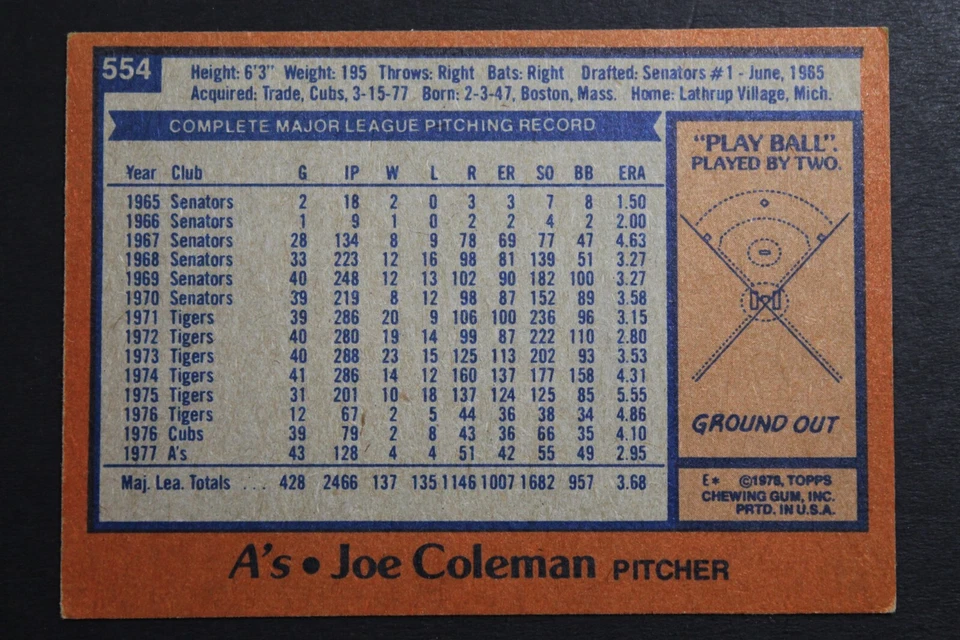 554
Height: 6'3" Weight: 195 Throws: Right Bats: Right Drafted: Senators #1 - June, 1965
Acquired: Trade, Cubs, 3-15-77 Born: 2-3-47, Boston, Mass. Home: Lathrup Village, Mich.
COMPLETE MAJOR LEAGUE PITCHING RECORD
Year Club G IP W L R ER SO BB ERA
1965 Senators 2 18 2 0 3 3 7 8 1.50
1966 Senators 1 9 1 0 2 2 4 2 2.00
1967 Senators 28 134 8 9 78 69 77 47 4.63
1968 Senators 33 223 12 16 98 81 139 51 3.27
1969 Senators 40 248 12 13 102 90 182 100 3.27
1970 Senators 39 219 8 12 98 87 152 89 3.58
1971 Tigers 39 286 20 9 106 100 236 96 3.15
1972 Tigers 40 280 19 14 99 87 222 110 2.80
1973 Tigers 40 288 23 15 125 113 202 93 3.53
1974 Tigers 41 286 14 12 160 137 177 158 4.31
1975 Tigers 31 201 10 18 137 124 125 85 5.55
1976 Tigers 12 67 2 5 44 36 38 34 4.86
1976 Cubs 39 79 2 8 43 36 66 35 4.10
1977 A's 43 128 4 4 51 42 55 49 2.95
Maj. Lea. Totals ... 428 2466 137 135 1146 1007 1682 957 3.68
"PLAY BALL".
PLAYED BY TWO.
GROUND OUT
E* ©1978, TOPPS
CHEWING GUM, INC.
PRTD. IN U.S.A.
A's • Joe Coleman PITCHER